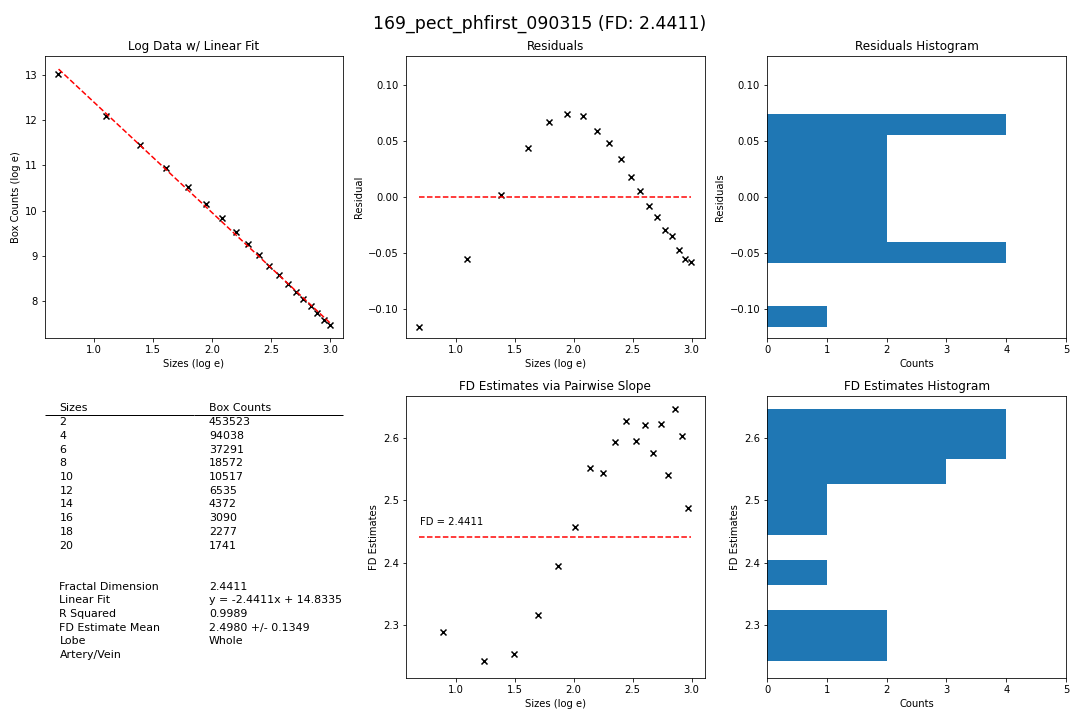 169_pect_phfirst_090315 (FD: 2.4411)
Log Data w/ Linear Fit
13
12
11
10
9
8
Box Counts (log e)
1.0 1.5 2.0 2.5 3.0
Sizes (log e)
Residuals
0.10
0.05
0.00
−0.05
−0.10
Residual
1.0 1.5 2.0 2.5 3.0
Sizes (log e)
Residuals Histogram
0.10
0.05
0.00
−0.05
−0.10
Residuals
0 1 2 3 4 5
Counts
Sizes Box Counts
2 453523
4 94038
6 37291
8 18572
10 10517
12 6535
14 4372
16 3090
18 2277
20 1741
Fractal Dimension 2.4411
Linear Fit y = -2.4411x + 14.8335
R Squared 0.9989
FD Estimate Mean 2.4980 +/- 0.1349
Lobe Whole
Artery/Vein
FD Estimates via Pairwise Slope
2.6
2.5
2.4
2.3
FD Estimates
FD = 2.4411
1.0 1.5 2.0 2.5 3.0
Sizes (log e)
FD Estimates Histogram
2.6
2.5
2.4
2.3
FD Estimates
0 1 2 3 4 5
Counts